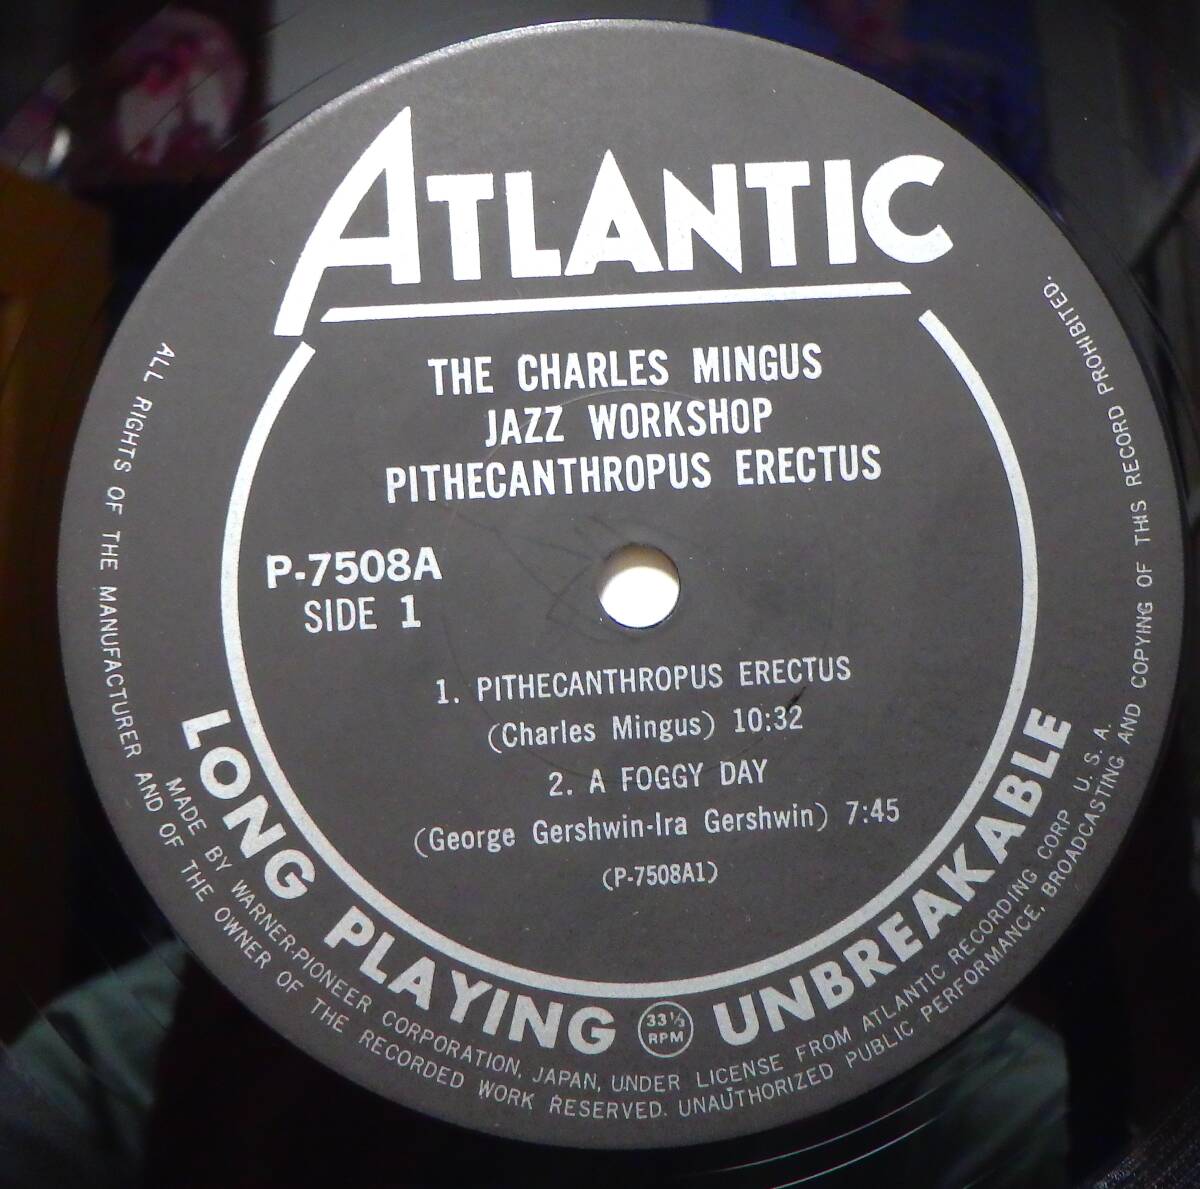 ATLANTIC
THE CHARLES MINGUS
JAZZ WORKSHOP
PITHECANTHROPUS ERECTUS
P-7508A
SIDE 1
1. PITHECANTHROPUS ERECTUS
(Charles Mingus) 10:32
2. A FOGGY DAY
(George Gershwin-Ira Gershwin) 7:45
(P-7508A1)
LONG PLAYING 33⅓ RPM UNBREAKABLE
MADE BY WARNER-PIONEER CORPORATION, JAPAN, UNDER LICENSE FROM ATLANTIC RECORDING CORP. U. S. A.
ALL RIGHTS OF THE MANUFACTURER AND OF THE OWNER OF THE RECORDED WORK RESERVED. UNAUTHORIZED PUBLIC PERFORMANCE, BROADCASTING AND COPYING OF THIS RECORD PROHIBITED.